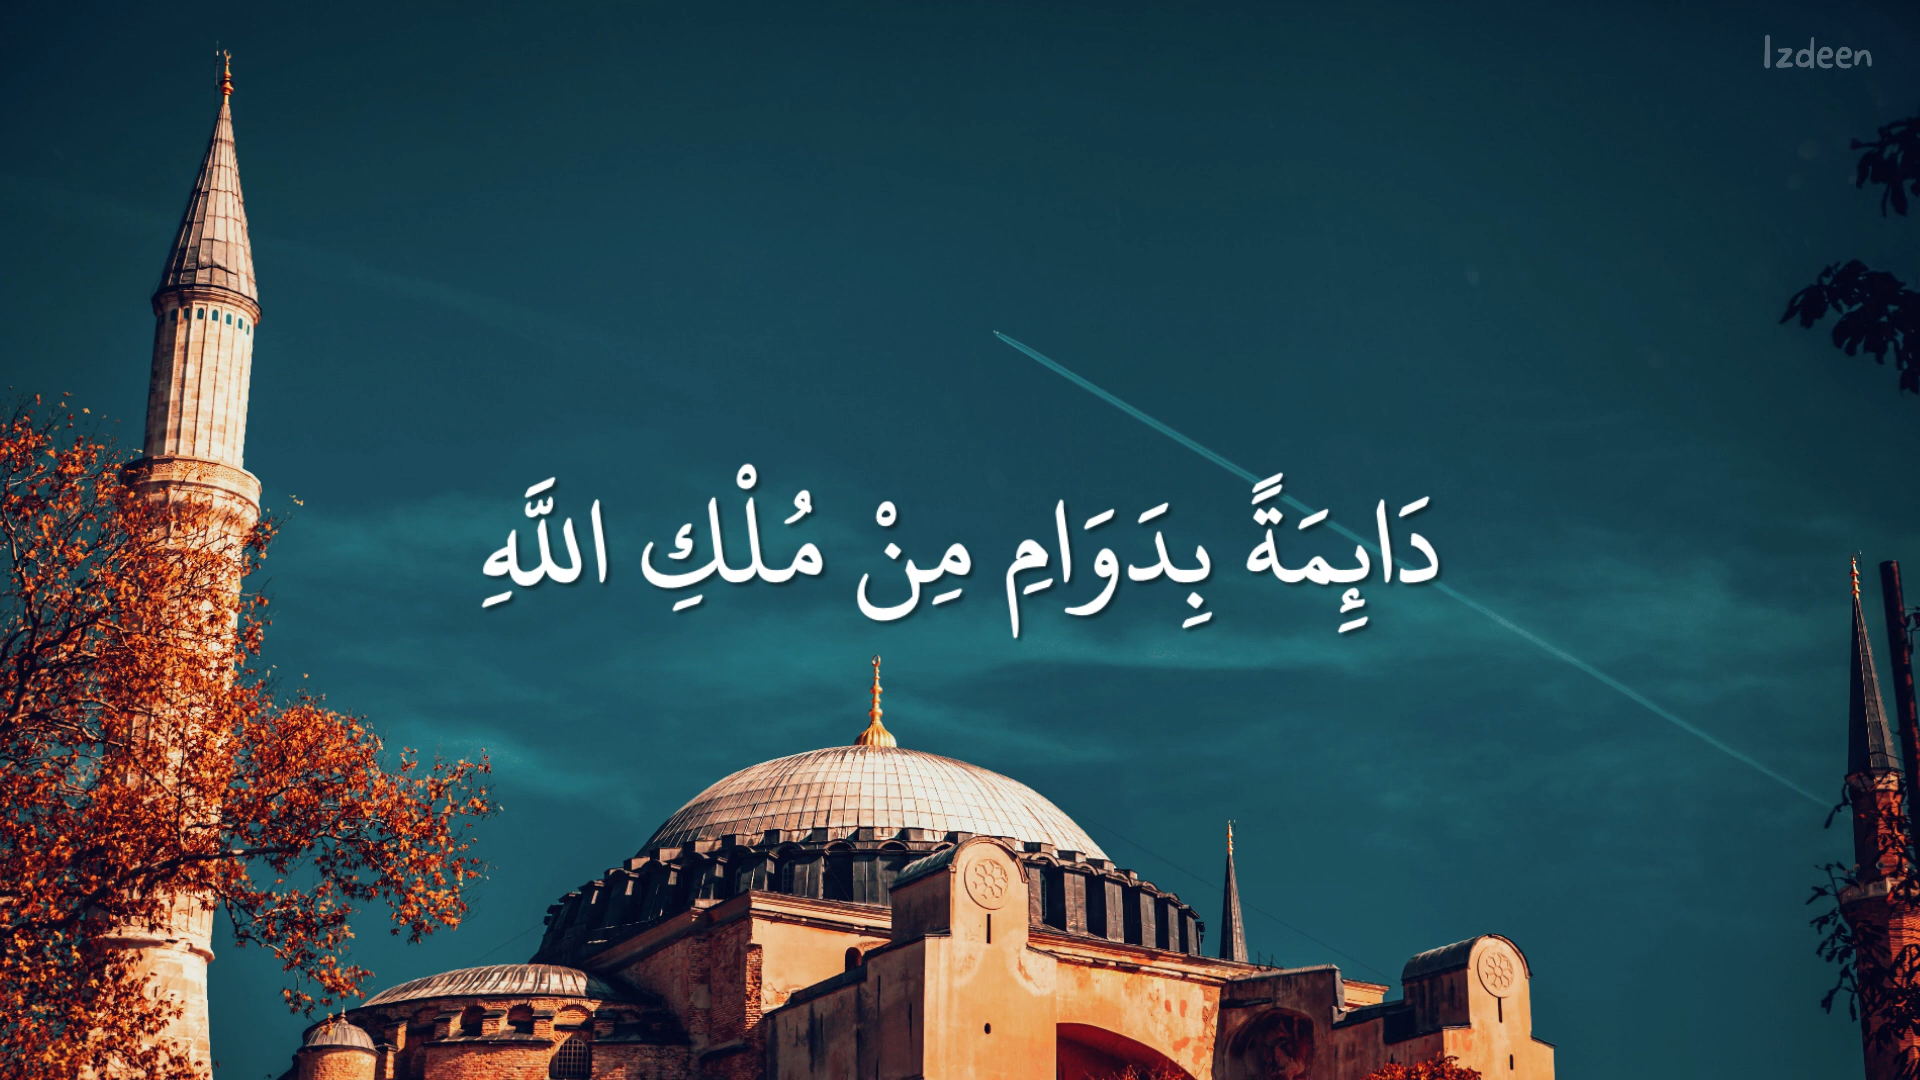 Izdeen
دَايِٕمَةً بِدَوَامِ مِنْ مُلْكِ اللَّهِ